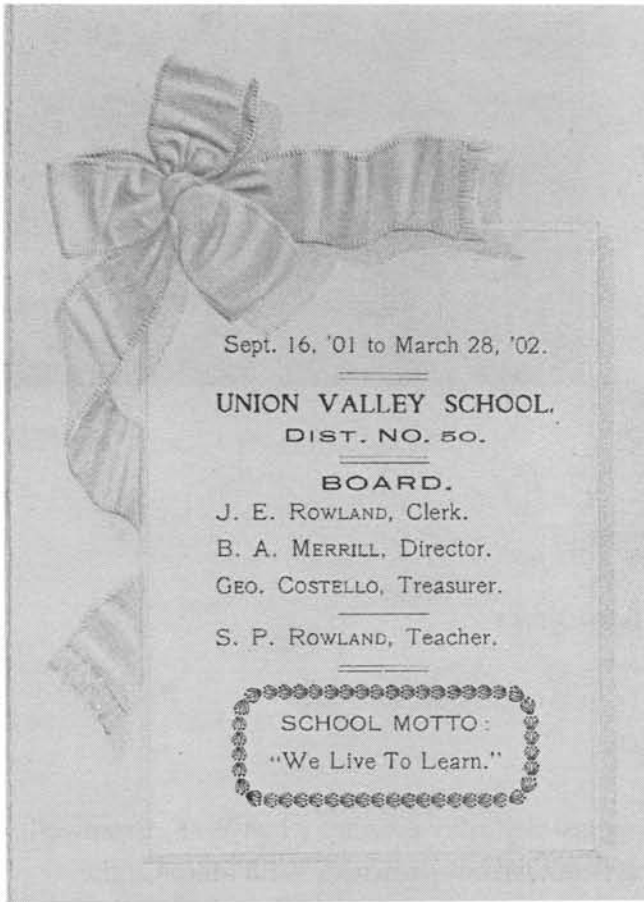 Sept. 16, '01 to March 28, '02.
UNION VALLEY SCHOOL.
DIST. NO. 50.
BOARD.
J. E. ROWLAND, Clerk.
B. A. MERRILL, Director.
GEO. COSTELLO, Treasurer.
S. P. ROWLAND, Teacher.
SCHOOL MOTTO:
"We Live To Learn."